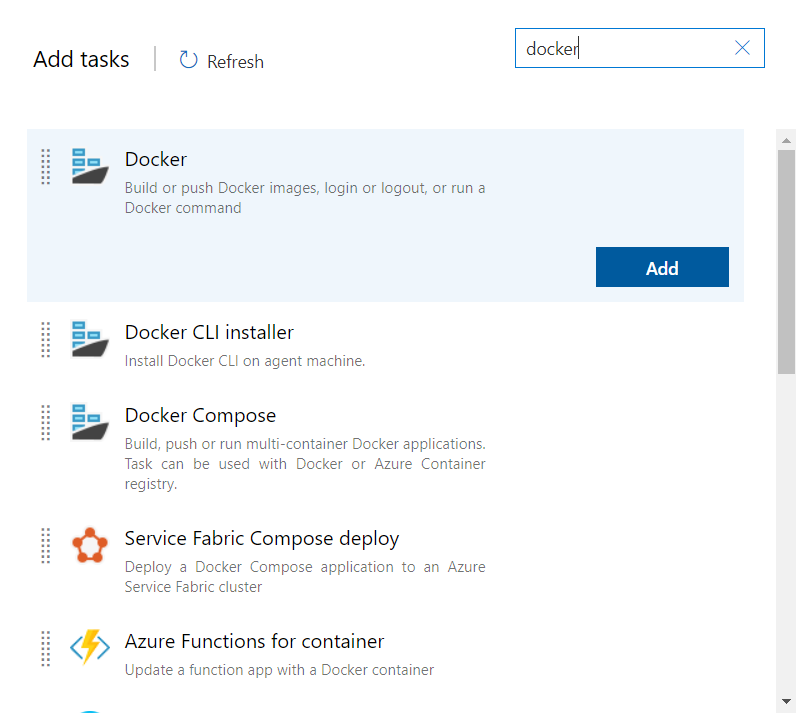 Add tasks
Refresh
docker
Docker
Build or push Docker images, login or logout, or run a
Docker command
Add
Docker CLI installer
Install Docker CLI on agent machine.
Docker Compose
Build, push or run multi-container Docker applications.
Task can be used with Docker or Azure Container
registry.
Service Fabric Compose deploy
Deploy a Docker Compose application to an Azure
Service Fabric cluster
Azure Functions for container
Update a function app with a Docker container